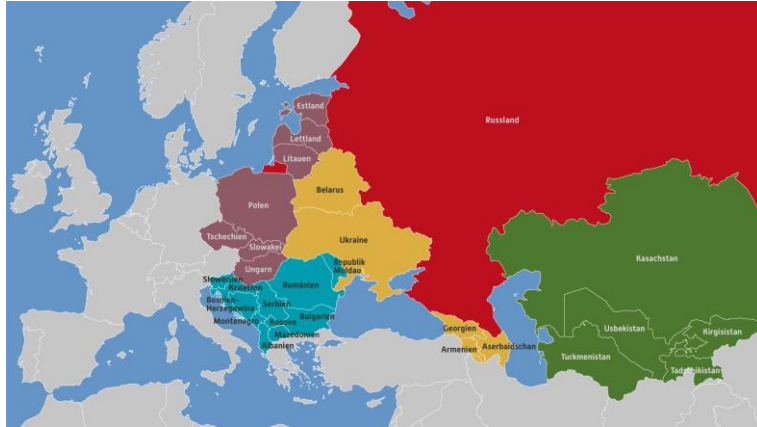 Estland
Russland
Lettland
Litauen
Belarus
Polen
Tschechien
Ukraine
Slowakei
Kasachstan
Republik
Moldau
Ungarn
Slowenien
Rumänien
Kroatien
Bosnien-
Herzegowina
Serbien
Bulgarien
Montenegro
Kosovo
Mazedonien
Albanien
Georgien
Armenien
Aserbaidschan
Usbekistan
Kirgisistan
Turkmenistan
Tadschikistan